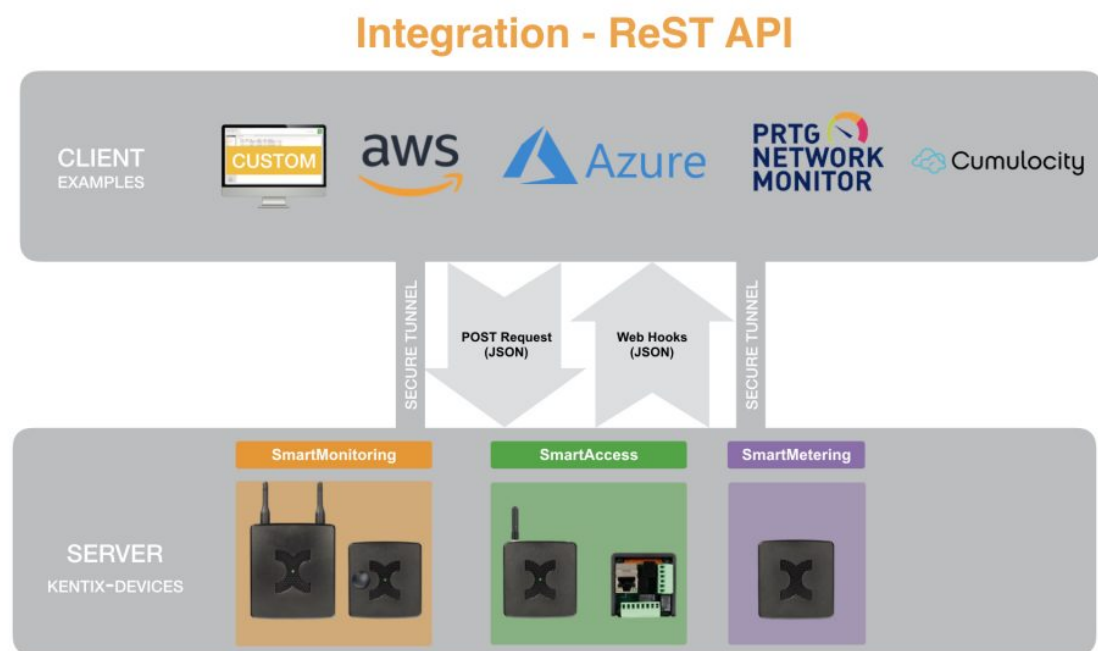 Integration - ReST API
CLIENT
EXAMPLES
CUSTOM
aws
Azure
PRTG
NETWORK
MONITOR
Cumulocity
SECURE TUNNEL
POST Request
(JSON)
Web Hooks
(JSON)
SECURE TUNNEL
SmartMonitoring
SmartAccess
SmartMetering
SERVER
KENTIX-DEVICES